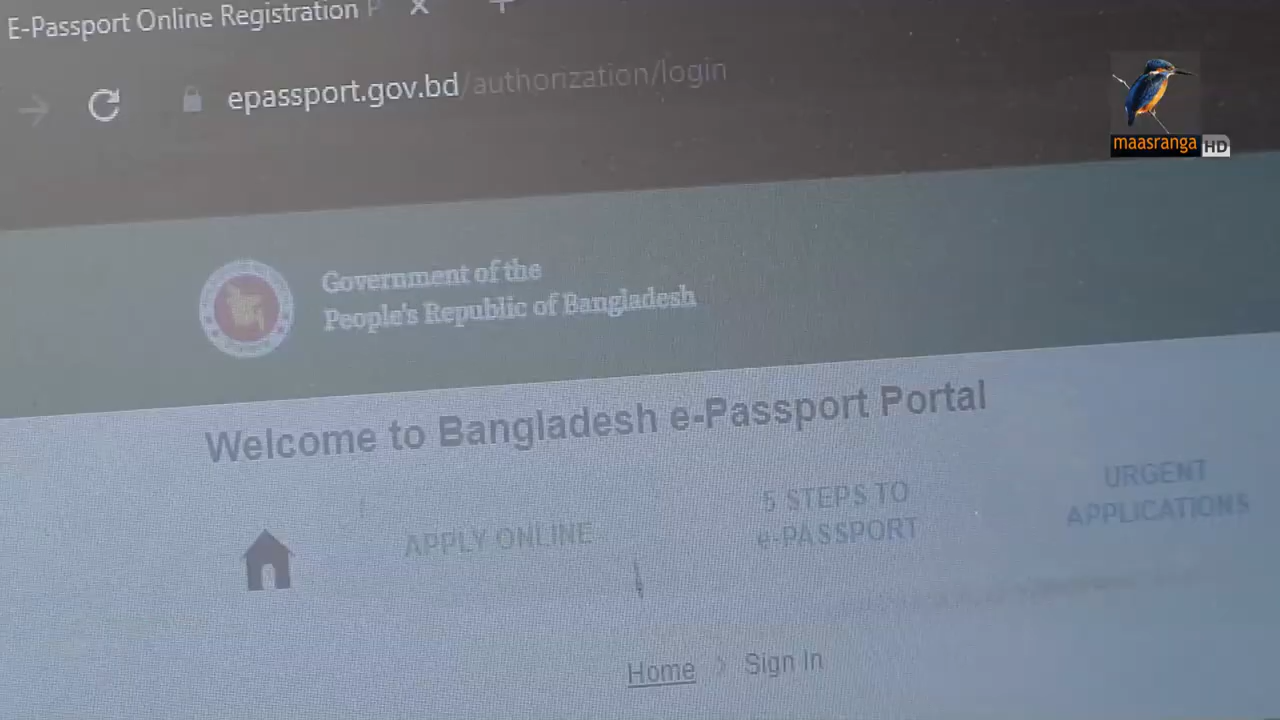 E-Passport Online Registration P
epassport.gov.bd/authorization/login
maasranga HD
Government of the
People's Republic of Bangladesh
Welcome to Bangladesh e-Passport Portal
APPLY ONLINE
5 STEPS TO
e-PASSPORT
URGENT
APPLICATIONS
Home > Sign In